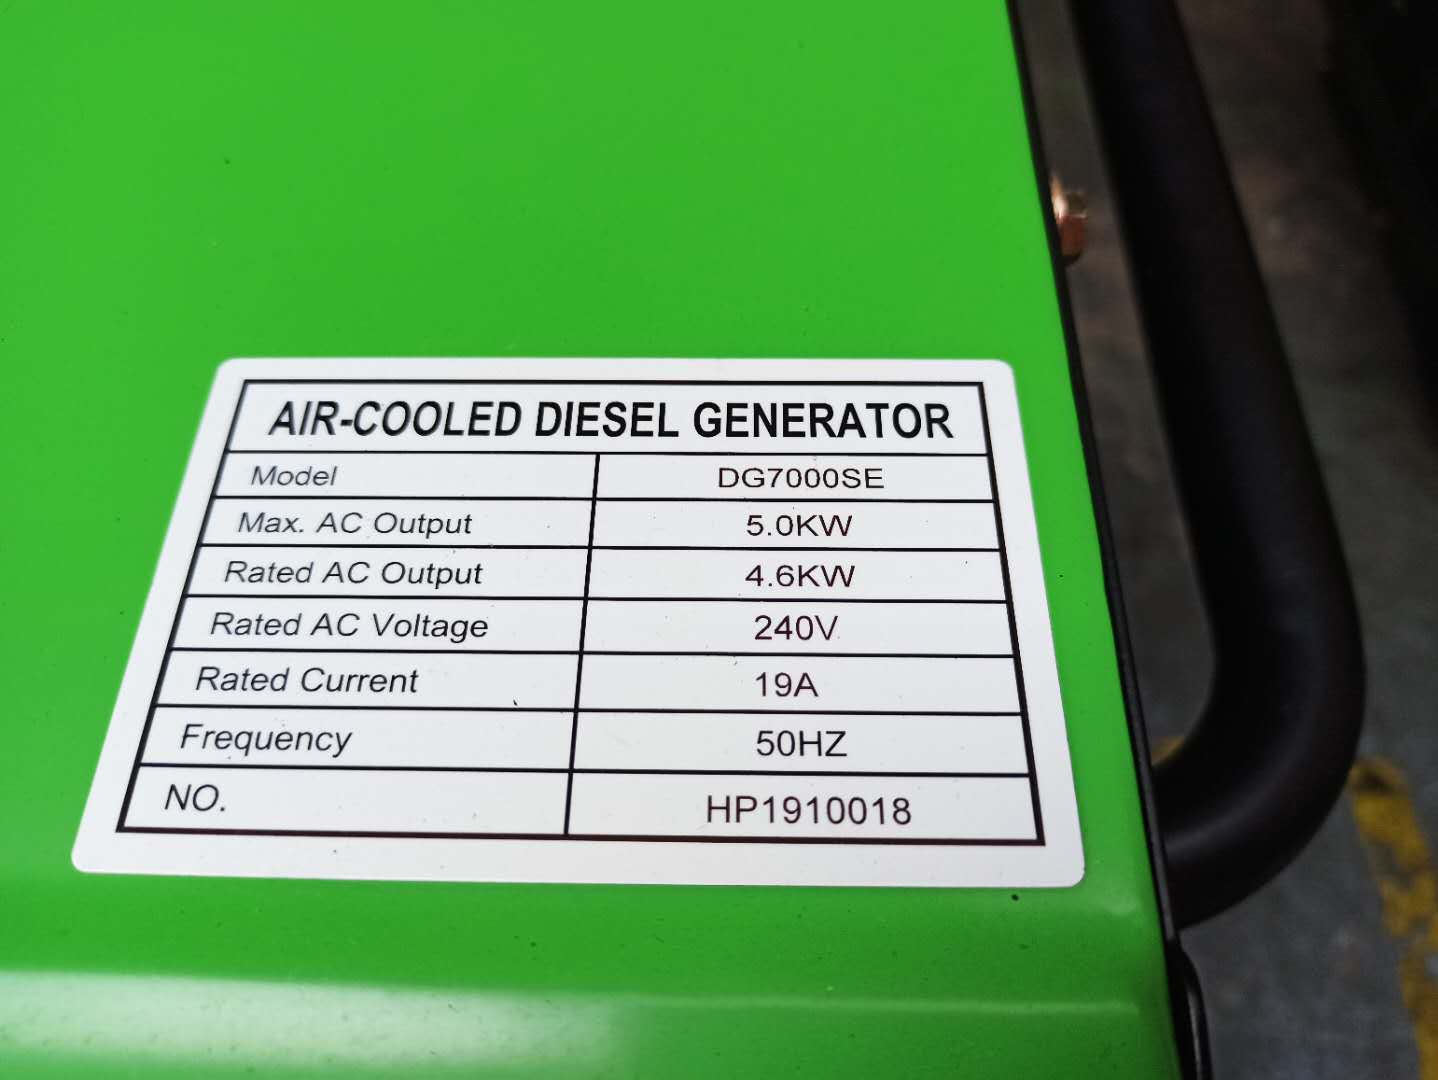 AIR-COOLED DIESEL GENERATOR
Model DG7000SE
Max. AC Output 5.0KW
Rated AC Output 4.6KW
Rated AC Voltage 240V
Rated Current 19A
Frequency 50HZ
NO. HP1910018